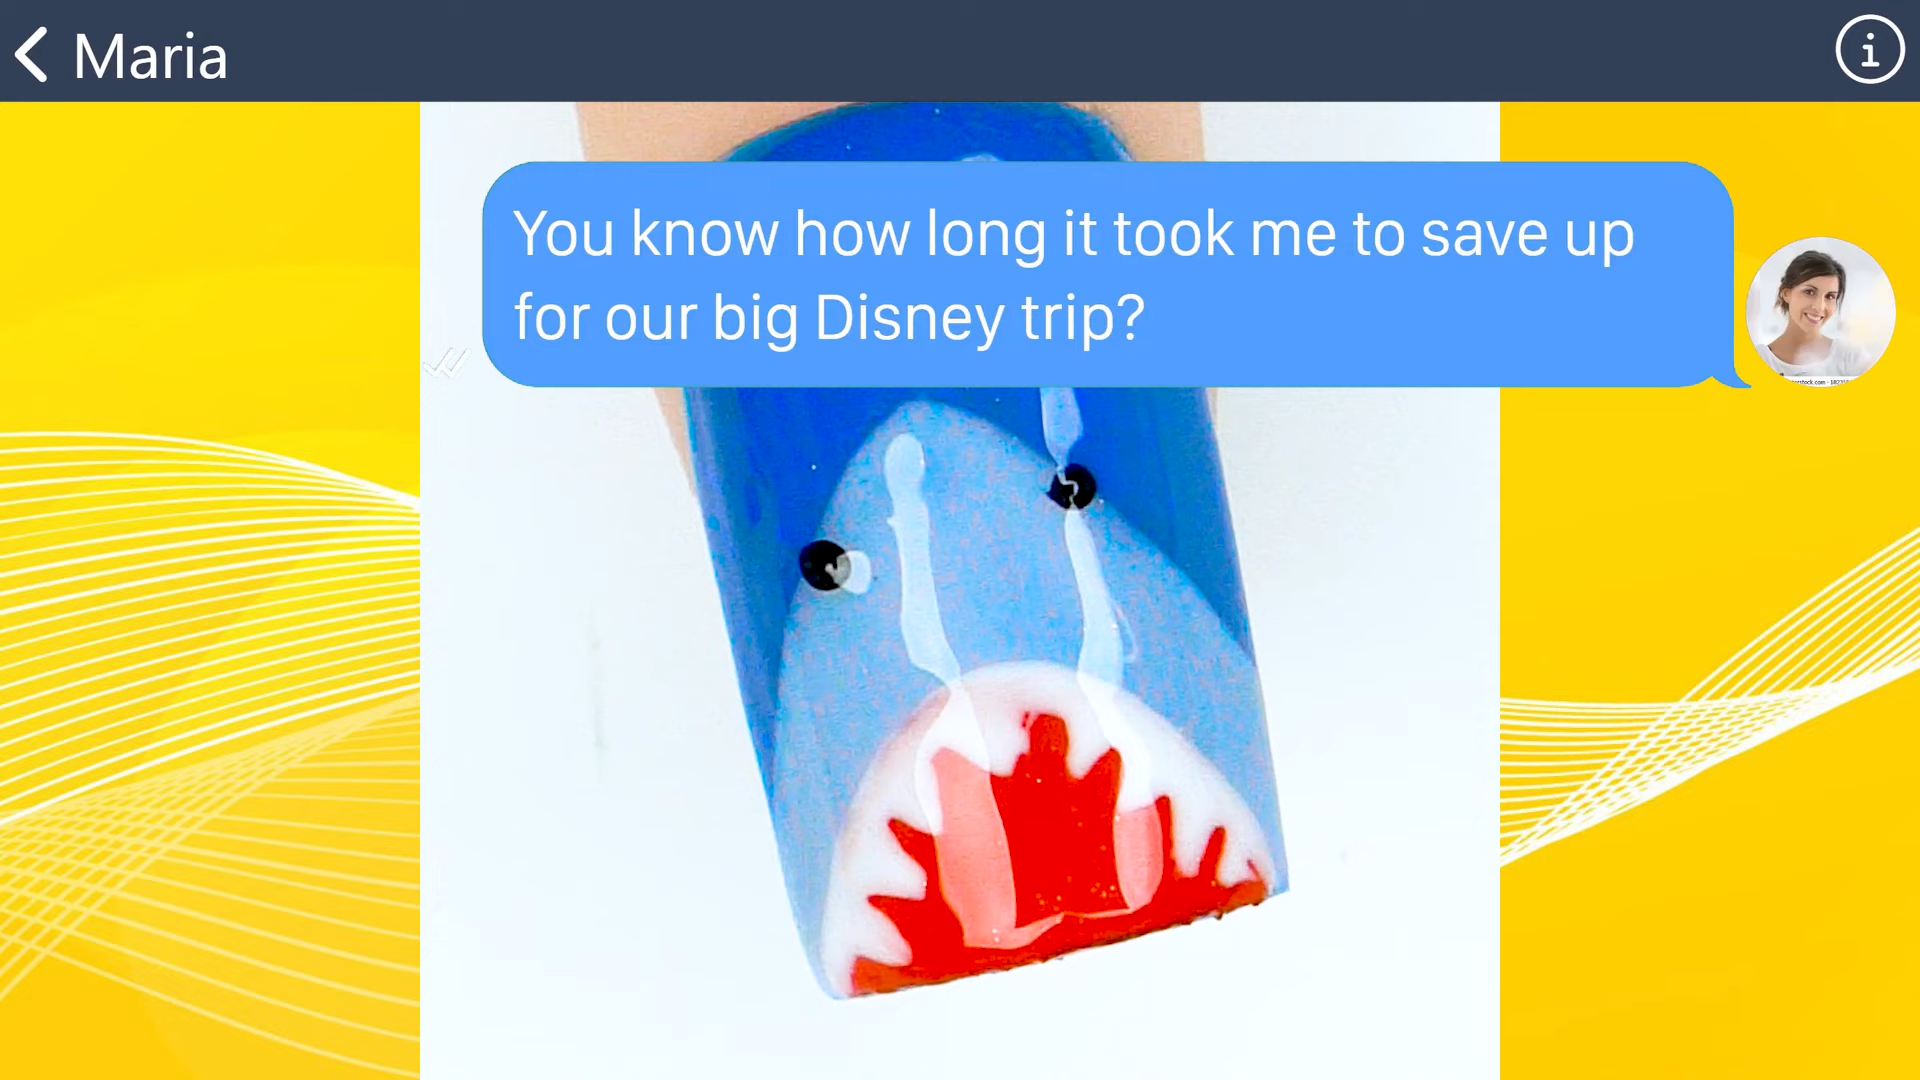 Maria
You know how long it took me to save up
for our big Disney trip?